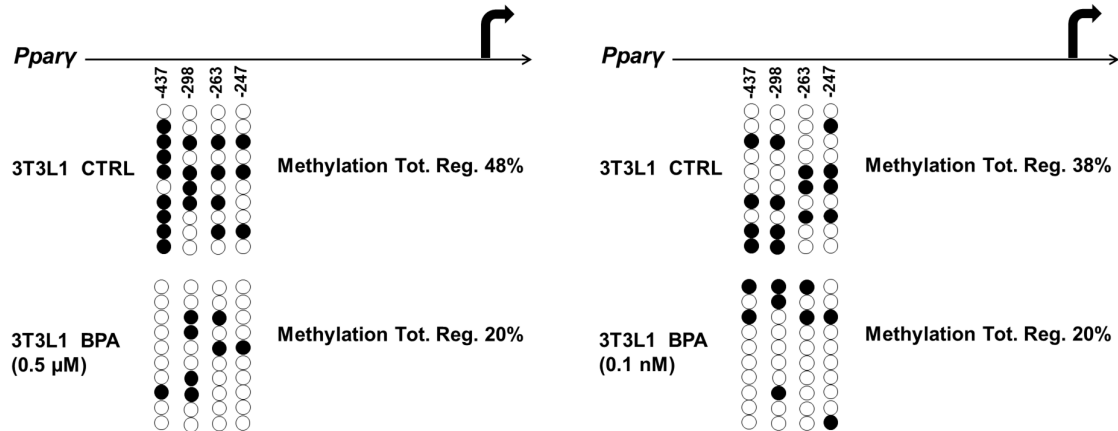 Pparγ
-437
-298
-263
-247
3T3L1 CTRL
Methylation Tot. Reg. 48%
3T3L1 BPA
(0.5 µM)
Methylation Tot. Reg. 20%
Pparγ
-437
-298
-263
-247
3T3L1 CTRL
Methylation Tot. Reg. 38%
3T3L1 BPA
(0.1 nM)
Methylation Tot. Reg. 20%